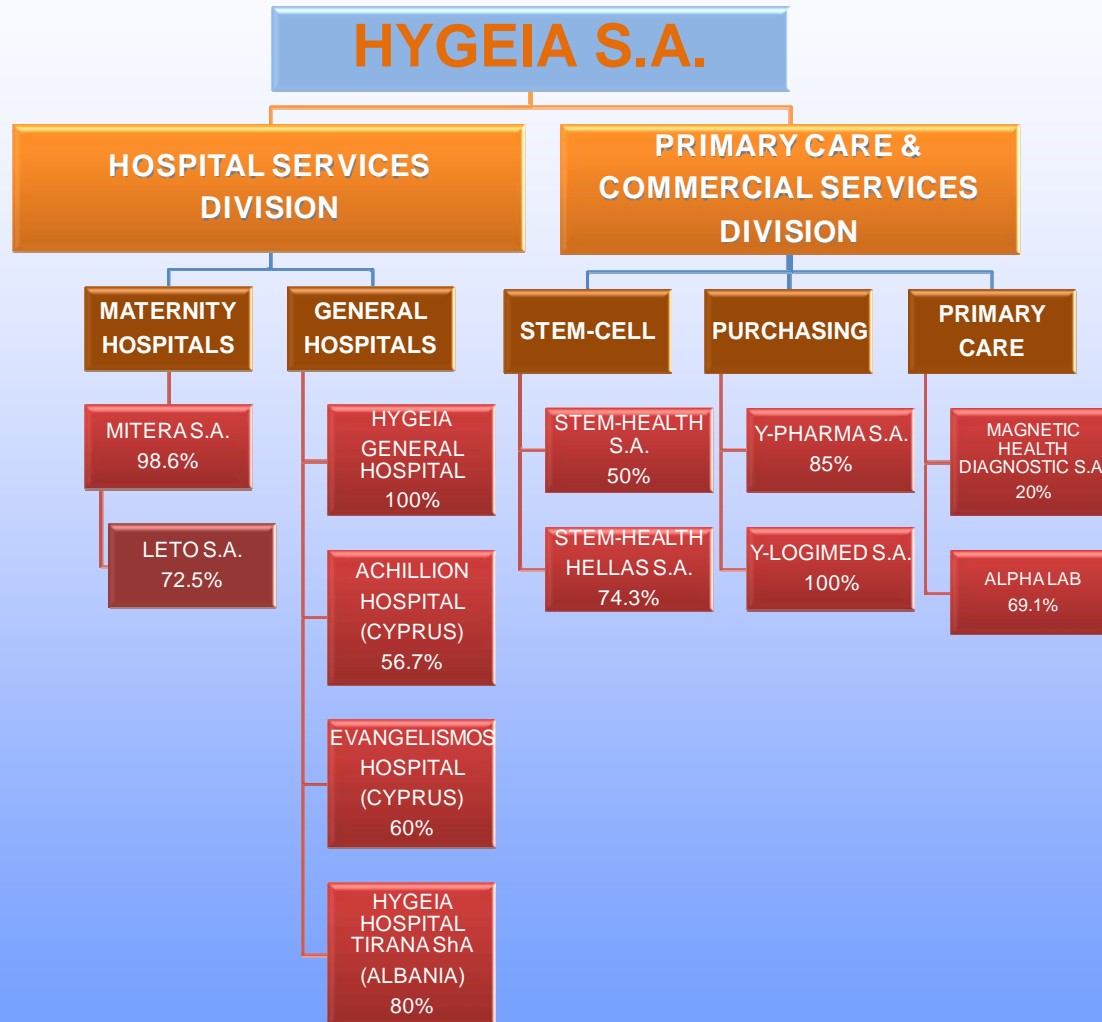 HYGEIA S.A.
HOSPITAL SERVICES
DIVISION
PRIMARY CARE &
COMMERCIAL SERVICES
DIVISION
MATERNITY
HOSPITALS
GENERAL
HOSPITALS
STEM-CELL
PURCHASING
PRIMARY
CARE
MITERA S.A.
98.6%
LETO S.A.
72.5%
HYGEIA
GENERAL
HOSPITAL
100%
ACHILLION
HOSPITAL
(CYPRUS)
56.7%
EVANGELISMOS
HOSPITAL
(CYPRUS)
60%
HYGEIA
HOSPITAL
TIRANA ShA
(ALBANIA)
80%
STEM-HEALTH
S.A.
50%
STEM-HEALTH
HELLAS S.A.
74.3%
Y-PHARMA S.A.
85%
Y-LOGIMED S.A.
100%
MAGNETIC
HEALTH
DIAGNOSTIC S.A
20%
ALPHA LAB
69.1%